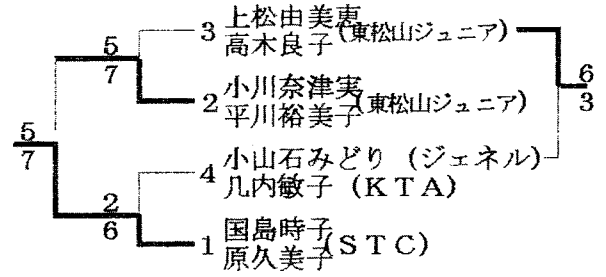 3 上松由美恵
高木良子 (東松山ジュニア)
5
7
2 小川奈津実
平川裕美子 (東松山ジュニア)
6
3
5
7
4 小山石みどり (ジェネル)
几内敏子 (KTA)
2
6
1 国島時子
原久美子 (STC)